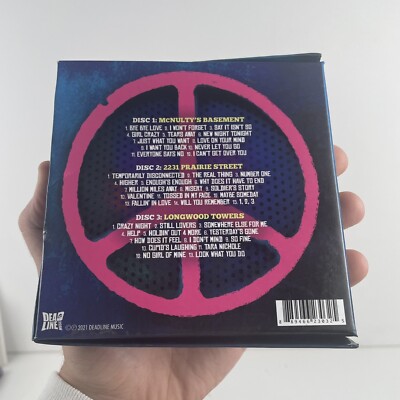 DISC 1: McNULTY'S BASEMENT
1. BYE BYE LOVE 2. I WON'T FORGET 3. SAY IT ISN'T SO
4. GIRL CRAZY 5. TEARS AWAY 6. NEW NIGHT TONIGHT
7. JUST WHAT YOU WANT 8. LOVE ON YOUR MIND
9. I WANT YOU BACK 10. NEVER LET YOU GO
11. EVERYONE SAYS NO 12. I CAN'T GET OVER YOU
DISC 2: 2231 PRAIRIE STREET
1. TEMPORARILY DISCONNECTED 2. THE REAL THING 3. NUMBER ONE
4. HIGHER 5. ENOUGH'S ENOUGH 6. WHY DOES IT HAVE TO END
7. MILLION MILES AWAY 8. MISERY 9. SOLDIER'S STORY
10. VALENTINE 11. TOSSED IN MY FACE 12. MAYBE SOMEDAY
13. FALLIN' IN LOVE 14. WILL YOU REMEMBER 15. 1, 2, 3
DISC 3: LONGWOOD TOWERS
1. CRAZY NIGHT 2. STILL LOVERS 3. SOMEWHERE ELSE FOR ME
4. HELP 5. HOLDIN' OUT 4 MORE 6. YESTERDAY'S GONE
7. HOW DOES IT FEEL 8. I DON'T MIND 9. SO FINE
10. CUPID'S LAUGHING 11. TARA NICHOLE
12. NO GIRL OF MINE 13. LOOK WHAT YOU DO
DEAD
LINE
℗© 2021 DEADLINE MUSIC